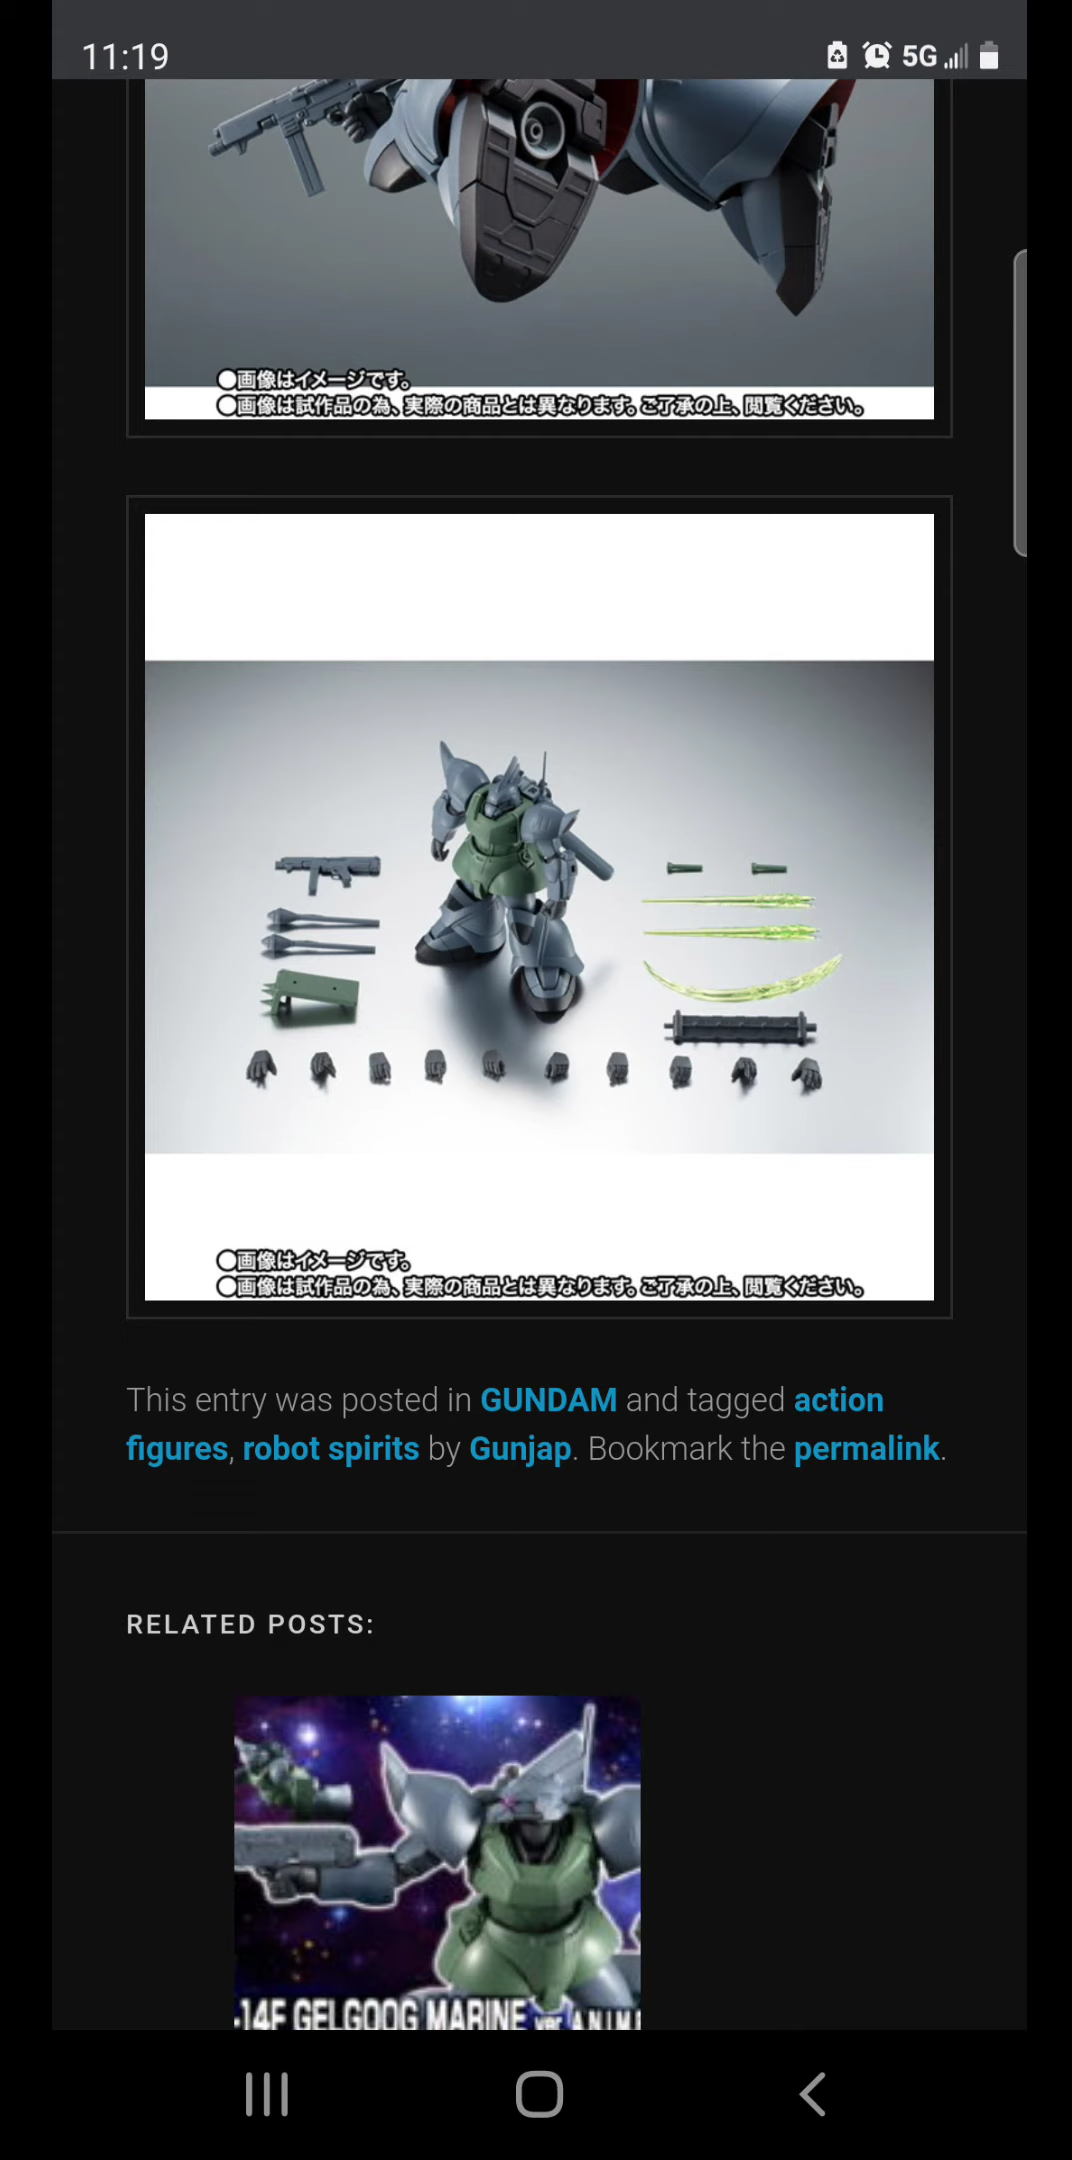 11:19
5G
●画像はイメージです。
●画像は試作品の為、実際の商品とは異なります。ご了承の上、閲覧ください。
●画像はイメージです。
●画像は試作品の為、実際の商品とは異なります。ご了承の上、閲覧ください。
This entry was posted in GUNDAM and tagged action
figures, robot spirits by Gunjap. Bookmark the permalink.
RELATED POSTS:
-14F GELGOOG MARINE ver. A.N.I.M.E